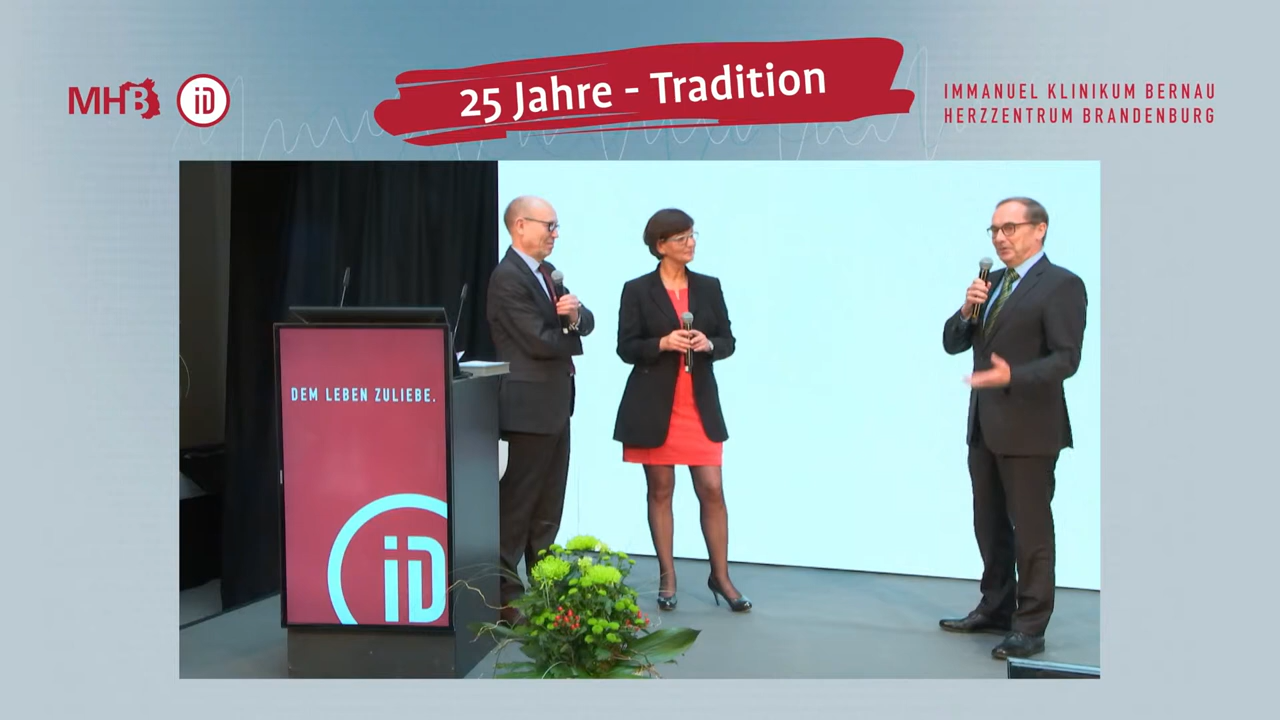 MHB
iD
25 Jahre - Tradition
IMMANUEL KLINIKUM BERNAU
HERZZENTRUM BRANDENBURG
DEM LEBEN ZULIEBE.
iD